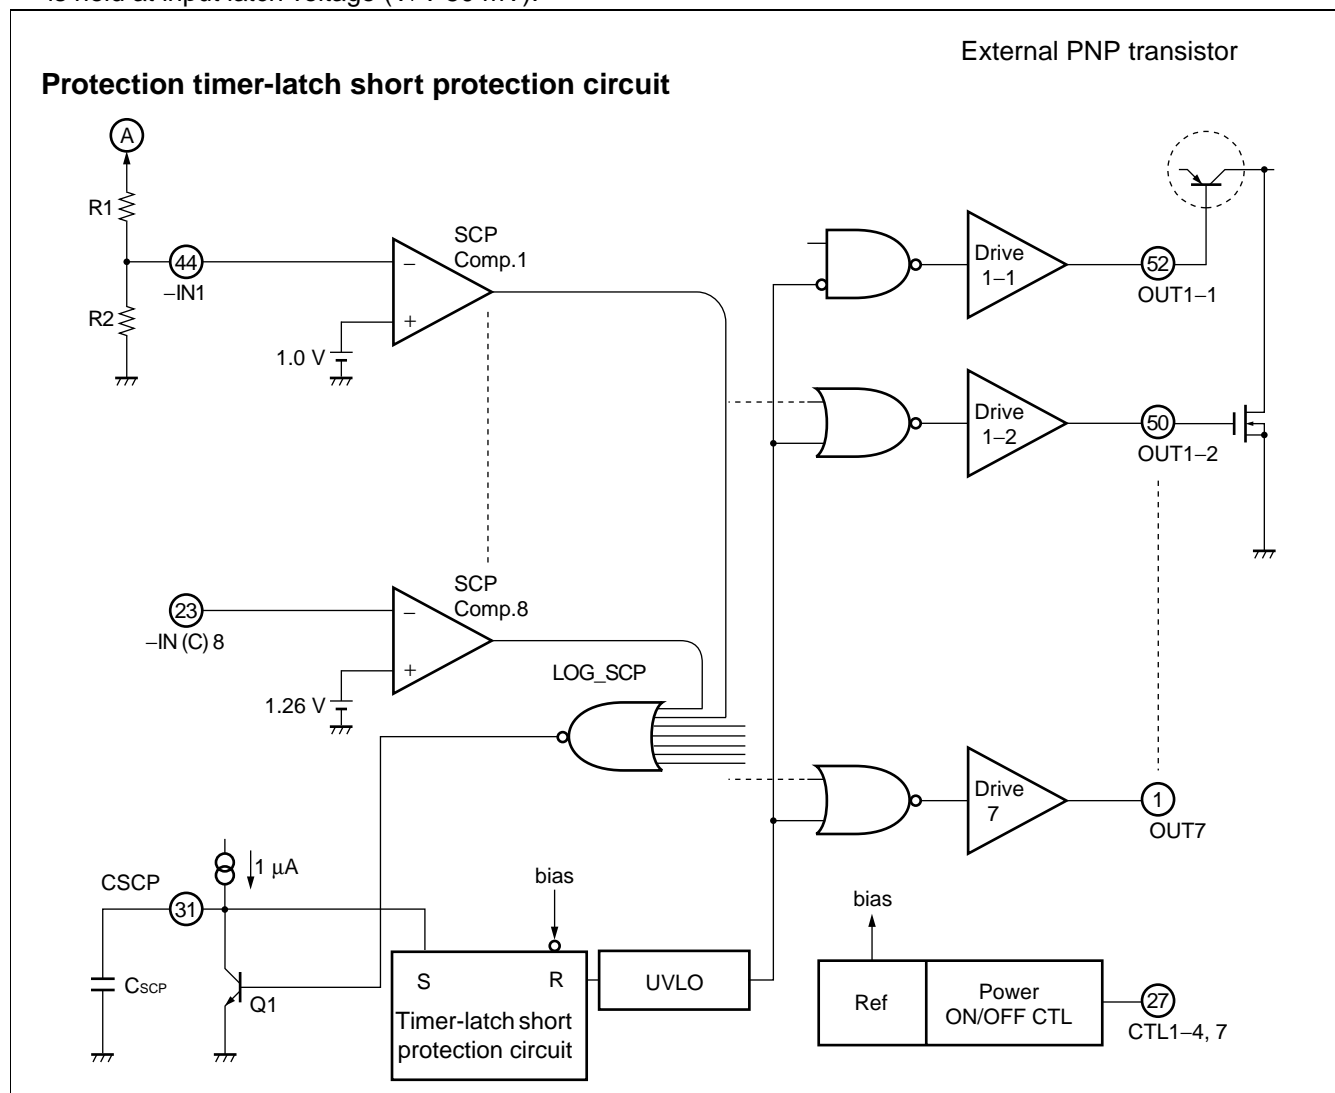 External PNP transistor
Protection timer-latch short protection circuit
A
R1
SCP
Comp.1
44
−
Drive
1−1
52
−IN1
OUT1−1
R2
+
1.0 V
Drive
1−2
50
OUT1−2
SCP
Comp.8
23
−
−IN (C) 8
LOG_SCP
+
1.26 V
Drive
7
1
OUT7
1 μA
CSCP
bias
bias
31
S
R
UVLO
Ref
Power
ON/OFF CTL
27
CTL1−4, 7
CSCP
Q1
Timer-latch short
protection circuit